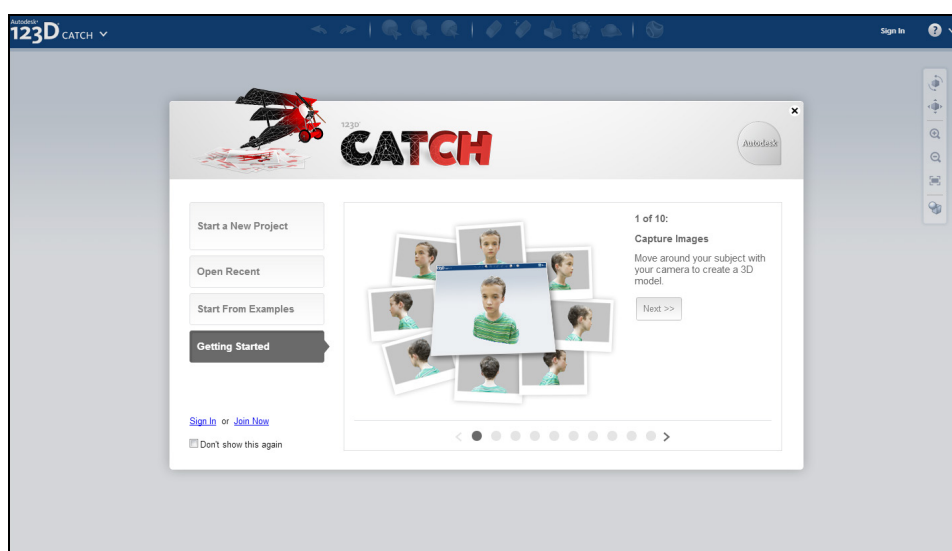 Autodesk®
123D CATCH
Sign In
?
123D®
CATCH
Autodesk
Start a New Project
Open Recent
Start From Examples
Getting Started
Sign In or Join Now
Don't show this again
1 of 10:
Capture Images
Move around your subject with
your camera to create a 3D
model.
Next >>